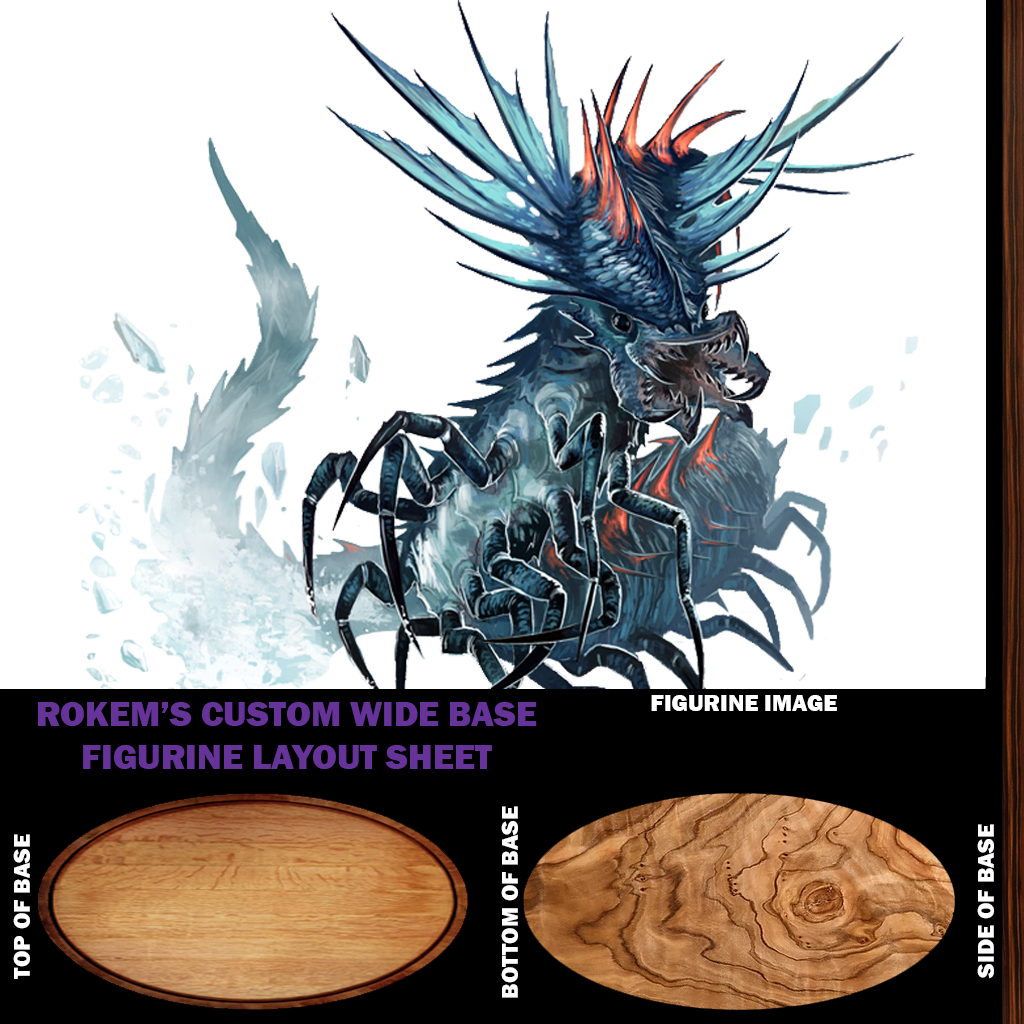 FIGURINE IMAGE
ROKEM’S CUSTOM WIDE BASE
FIGURINE LAYOUT SHEET
TOP OF BASE
BOTTOM OF BASE
SIDE OF BASE